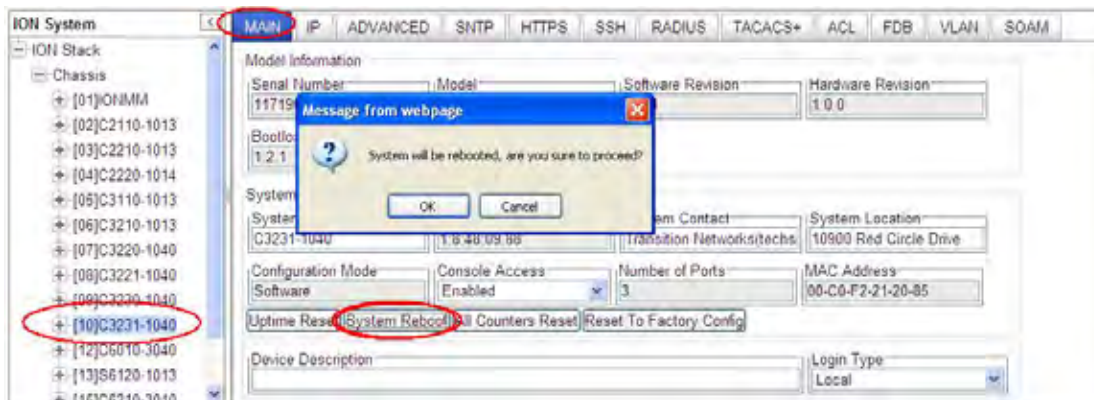 ION System
MAIN IP ADVANCED SNTP HTTPS SSH RADIUS TACACS+ ACL FDB VLAN SOAM
ION Stack
Chassis
[01]IONMM
[02]C2110-1013
[03]C2210-1013
[04]C2220-1014
[05]C3110-1013
[06]C3210-1013
[07]C3220-1040
[08]C3221-1040
[09]C3230-1040
[10]C3231-1040
[12]C6010-3040
[13]S6120-1013
Model Information
Serial Number Model Software Revision Hardware Revision
1.0.0
Message from webpage
1.2.1
System will be rebooted, are you sure to proceed?
OK Cancel
System
System Contact System Location
C3231-1040 Transition Networks(techs 10900 Red Circle Drive
Configuration Mode Console Access Number of Ports MAC Address
Software Enabled 3 00-C0-F2-21-20-85
Uptime Reset System Reboot All Counters Reset Reset To Factory Config
Device Description Login Type
Local